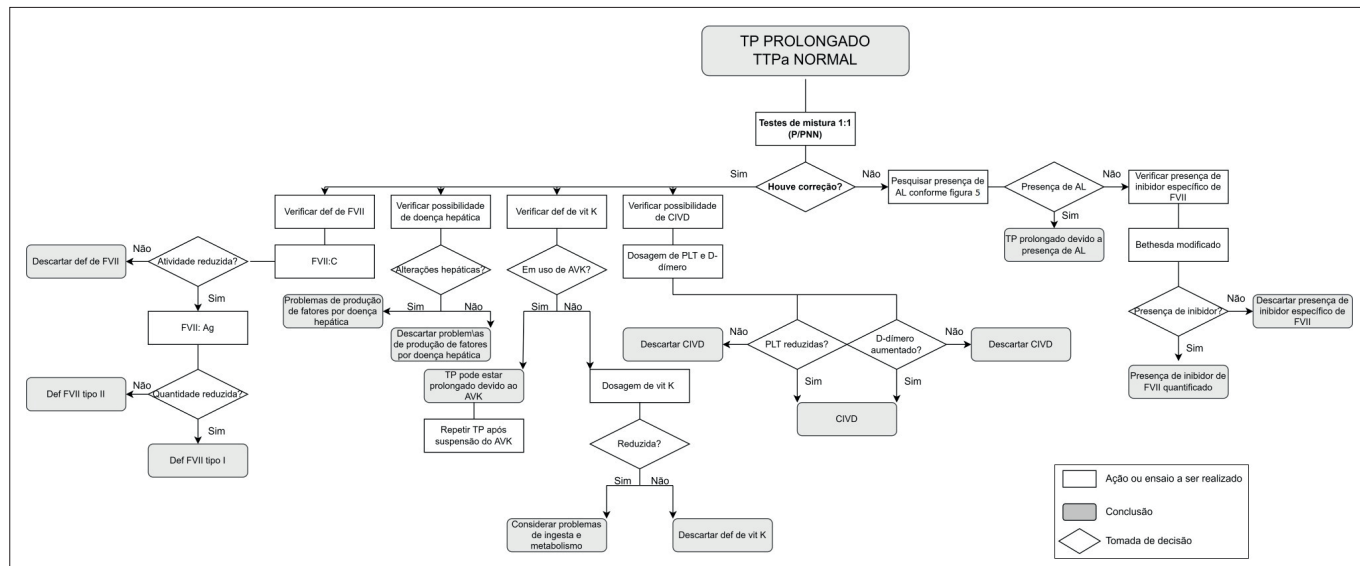 TP PROLONGADO
TTPa NORMAL
Testes de mistura 1:1
(P/PNN)
Houve correção?
Sim
Não
Pesquisar presença de
AL conforme figura 5
Presença de AL
Não
Sim
TP prolongado devido a
presença de AL
Verificar presença de
inibidor específico de
FVII
Bethesda modificado
Presença de inibidor?
Não
Descartar presença de
inibidor específico de
FVII
Sim
Presença de inibidor de
FVII quantificado
Verificar def de FVII
FVII:C
Atividade reduzida?
Não
Descartar def de FVII
Sim
FVII: Ag
Quantidade reduzida?
Não
Def FVII tipo II
Sim
Def FVII tipo I
Verificar possibilidade
de doença hepática
Alterações hepáticas?
Sim
Não
Problemas de produção
de fatores por doença
hepática
Descartar problem\as
de produção de fatores
por doença hepática
Verificar def de vit K
Em uso de AVK?
Sim
Não
TP pode estar
prolongado devido ao
AVK
Repetir TP após
suspensão do AVK
Dosagem de vit K
Reduzida?
Sim
Não
Considerar problemas
de ingesta e
metabolismo
Descartar def de vit K
Verificar possibilidade
de CIVD
Dosagem de PLT e D-
dímero
PLT reduzidas?
Não
Descartar CIVD
Sim
D-dímero
aumentado?
Não
Descartar CIVD
Sim
CIVD
Ação ou ensaio a ser realizado
Conclusão
Tomada de decisão